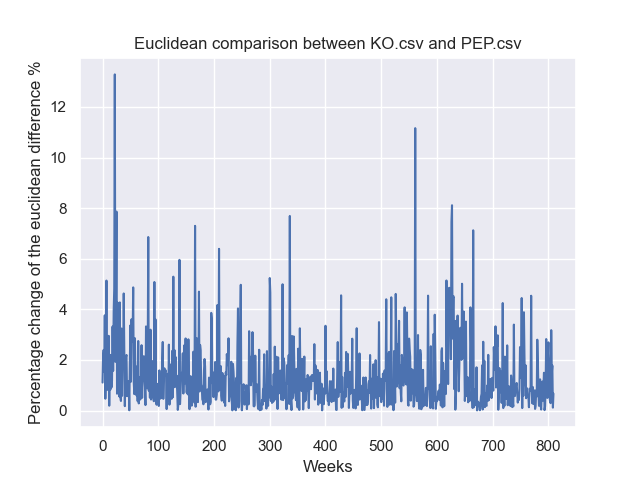 Euclidean comparison between KO.csv and PEP.csv
Percentage change of the euclidean difference %
12
10
8
6
4
2
0
0 100 200 300 400 500 600 700 800
Weeks